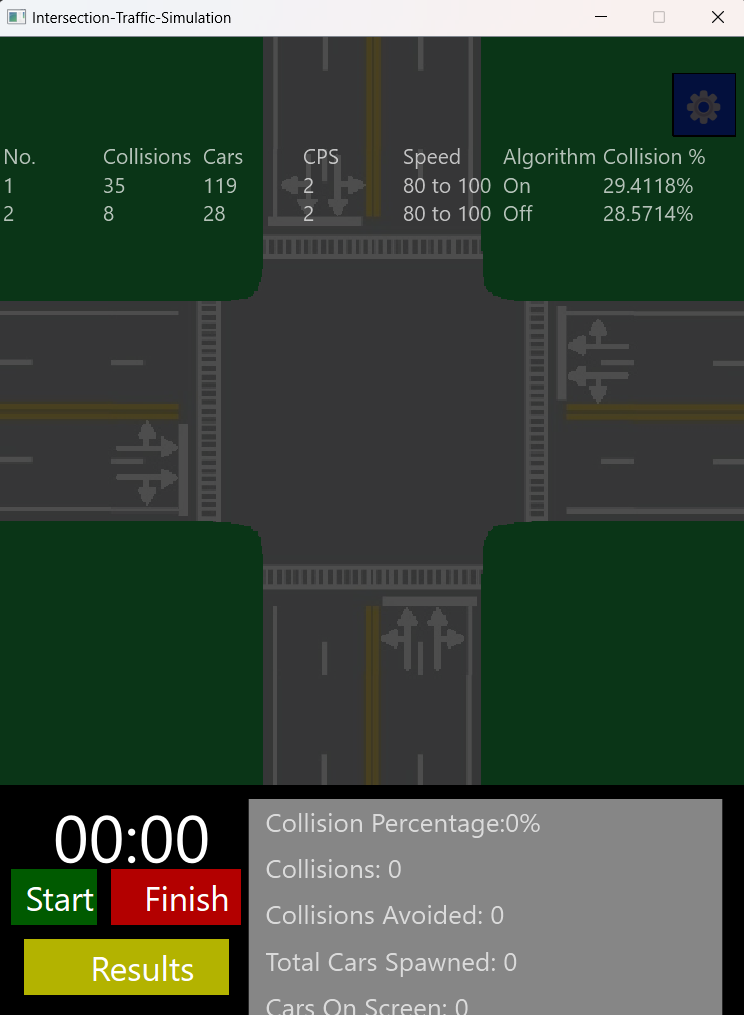 Intersection-Traffic-Simulation
No. Collisions Cars CPS Speed Algorithm Collision %
1 35 119 2 80 to 100 On 29.4118%
2 8 28 2 80 to 100 Off 28.5714%
00:00
Start Finish
Results
Collision Percentage:0%
Collisions: 0
Collisions Avoided: 0
Total Cars Spawned: 0
Cars On Screen: 0